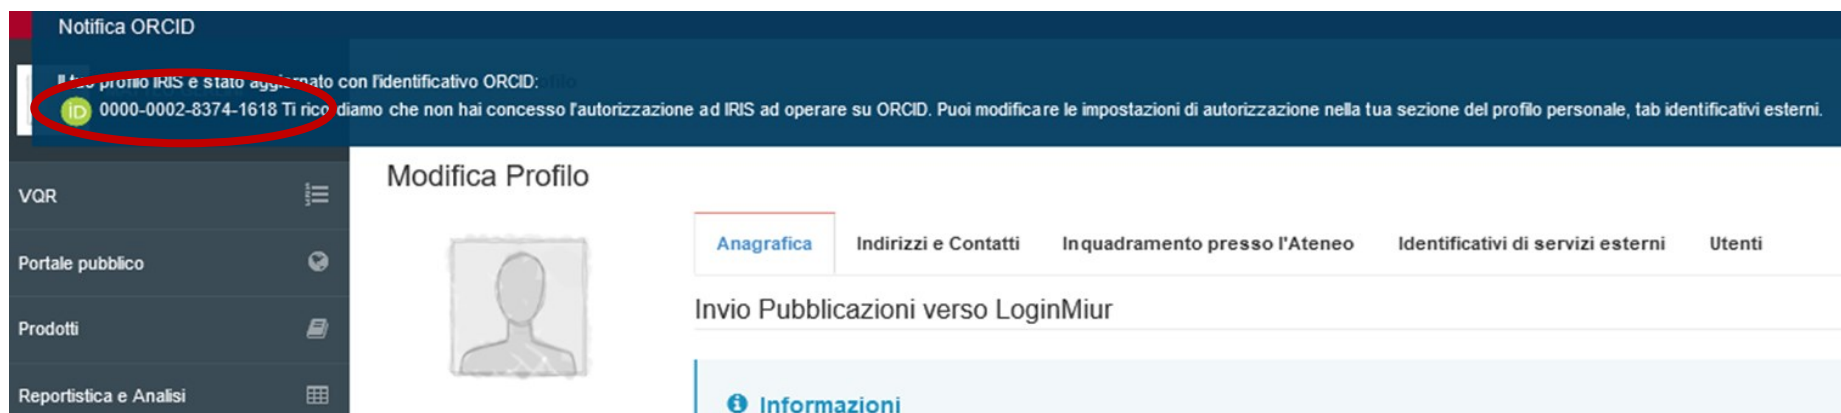 Notifica ORCID
Il tuo profilo IRIS è stato aggiornato con l'identificativo ORCID:
iD 0000-0002-8374-1618 Ti ricordiamo che non hai concesso l'autorizzazione ad IRIS ad operare su ORCID. Puoi modificare le impostazioni di autorizzazione nella tua sezione del profilo personale, tab identificativi esterni.
Modifica Profilo
VQR
Portale pubblico
Prodotti
Reportistica e Analisi
Anagrafica Indirizzi e Contatti Inquadramento presso l'Ateneo Identificativi di servizi esterni Utenti
Invio Pubblicazioni verso LoginMiur
Informazioni